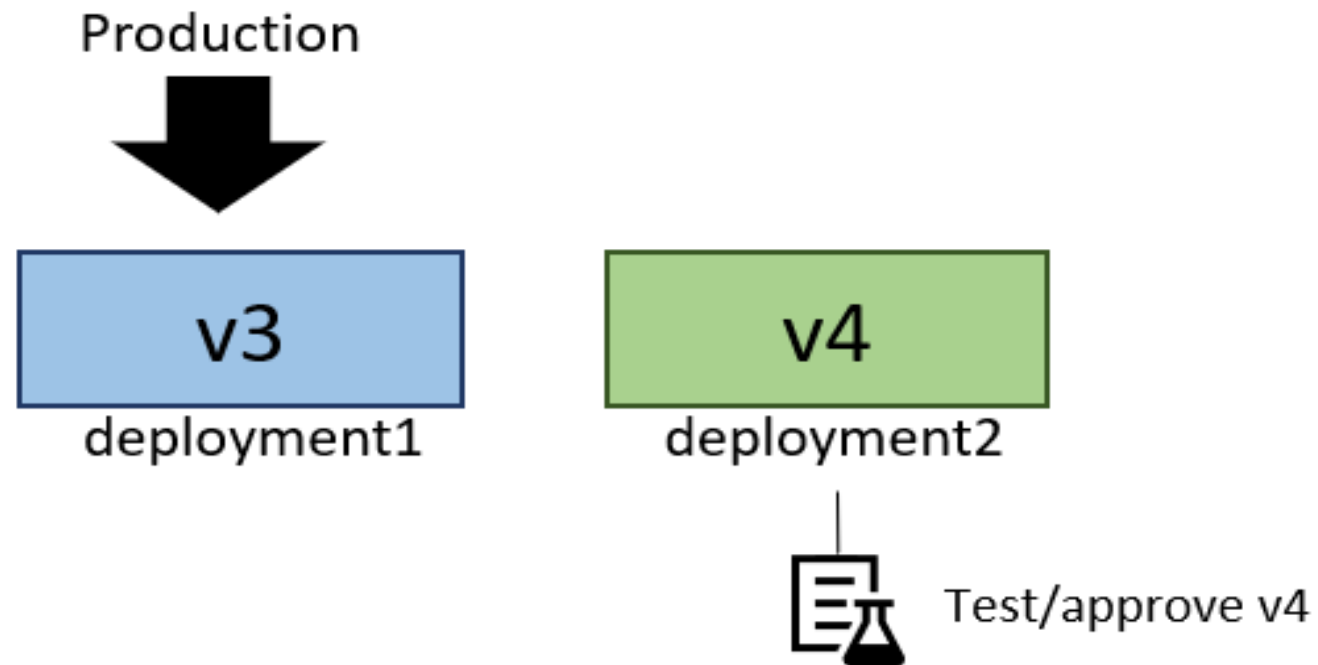 Production
v3
v4
deployment1
deployment2
Test/approve v4